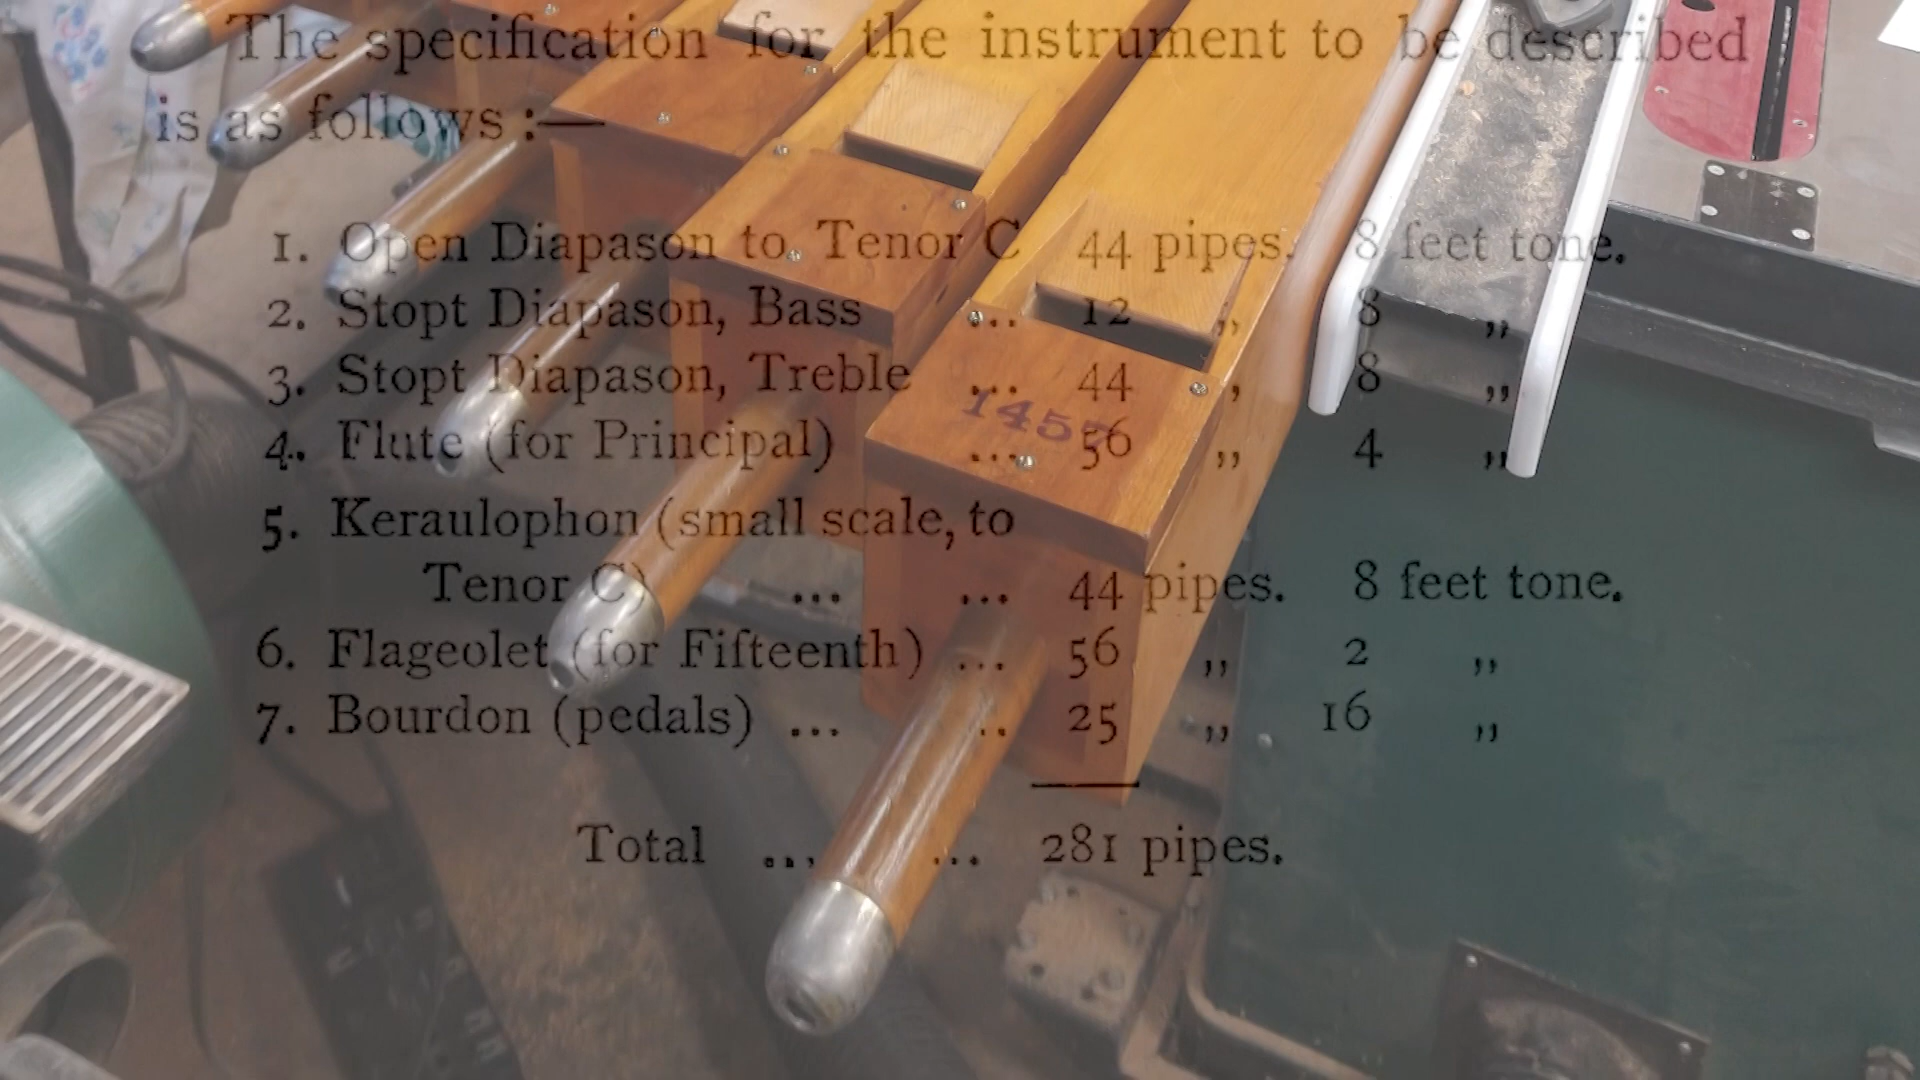 The specification for the instrument to be described
is as follows :—
1. Open Diapason to Tenor C 44 pipes. 8 feet tone.
2. Stopt Diapason, Bass ... 12 ,, 8 ,,
3. Stopt Diapason, Treble ... 44 ,, 8 ,,
4. Flute (for Principal) ... 56 ,, 4 ,,
5. Keraulophon (small scale, to
Tenor C) ... ... 44 pipes. 8 feet tone.
6. Flageolet (for Fifteenth) ... 56 ,, 2 ,,
7. Bourdon (pedals) ... ... 25 ,, 16 ,,
Total ... ... 281 pipes.
1457